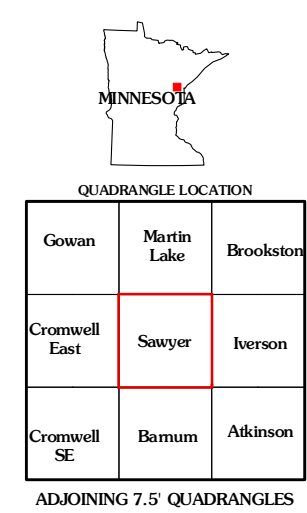 MINNESOTA
QUADRANGLE LOCATION
Gowan
Martin
Lake
Brookston
Cromwell
East
Sawyer
Iverson
Cromwell
SE
Barnum
Atkinson
ADJOINING 7.5' QUADRANGLES